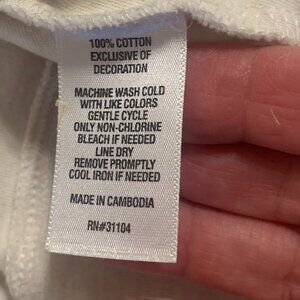 100% COTTON
EXCLUSIVE OF
DECORATION
MACHINE WASH COLD
WITH LIKE COLORS
GENTLE CYCLE
ONLY NON-CHLORINE
BLEACH IF NEEDED
LINE DRY
REMOVE PROMPTLY
COOL IRON IF NEEDED
MADE IN CAMBODIA
RN#31104